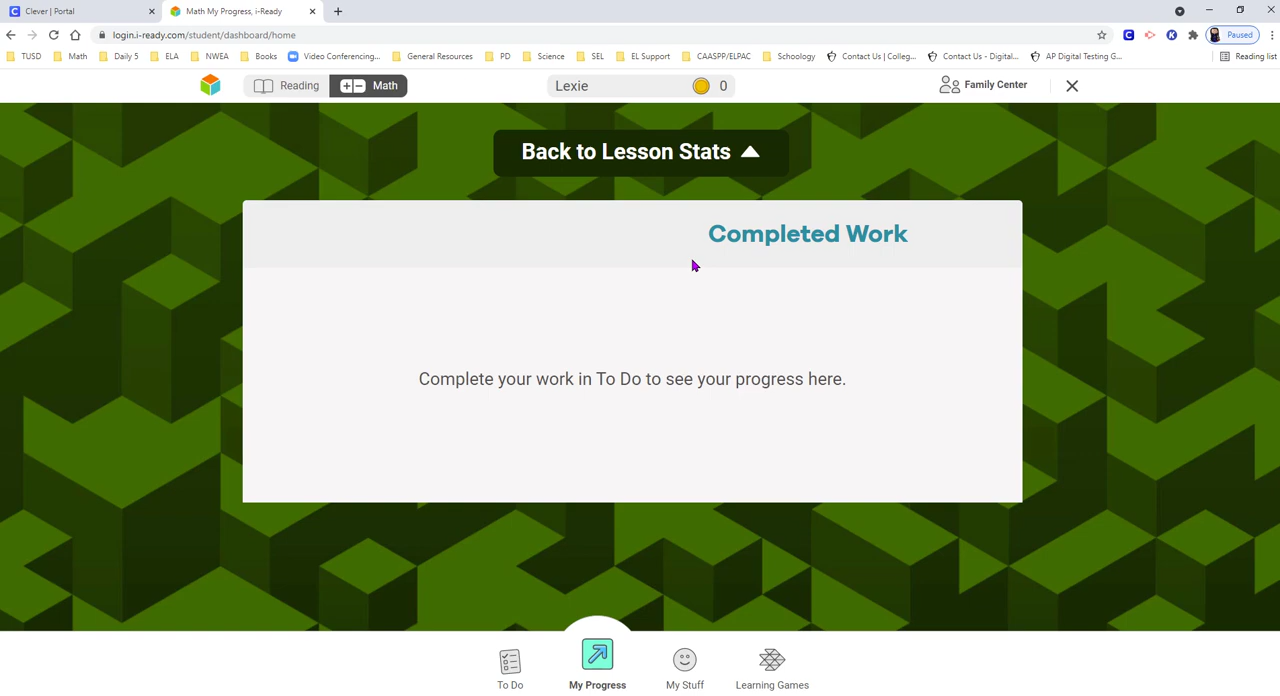 Clever | Portal
Math My Progress, i-Ready
login.i-ready.com/student/dashboard/home
Paused
TUSD
Math
Daily 5
ELA
NWEA
Books
Video Conferencing...
General Resources
PD
Science
SEL
EL Support
CAASPP/ELPAC
Schoology
Contact Us | Colleg...
Contact Us - Digital...
AP Digital Testing G...
Reading list
Reading
Math
Lexie
0
Family Center
Back to Lesson Stats
Completed Work
Complete your work in To Do to see your progress here.
To Do
My Progress
My Stuff
Learning Games